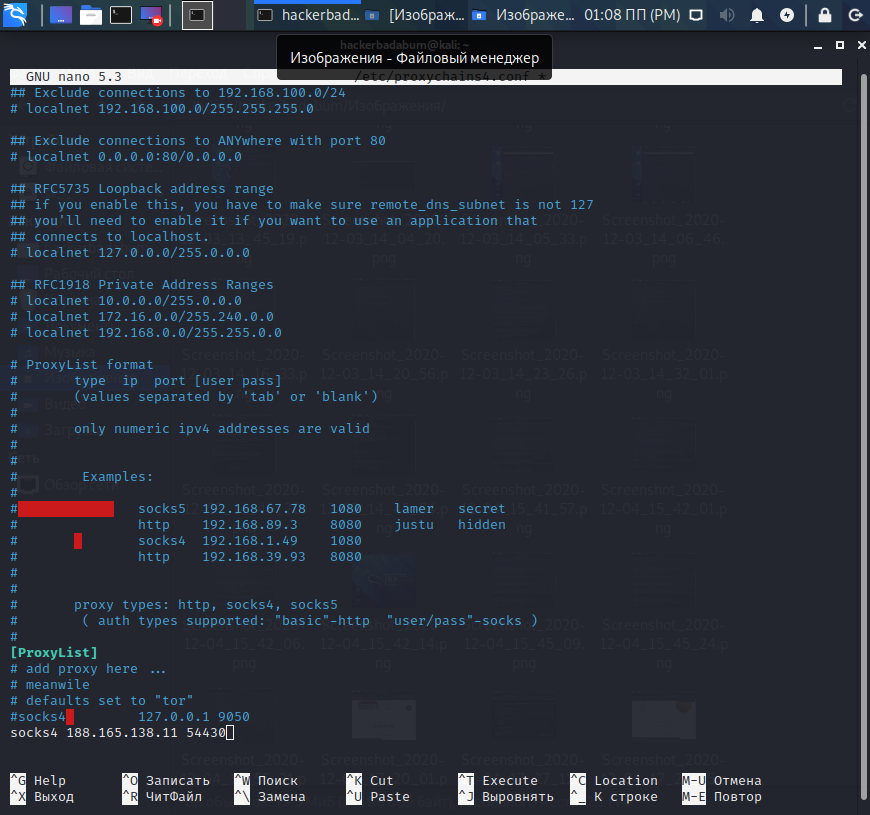 hackerbad... [Изображ... Изображе... 01:08 ПП (PM)
hackerbadabum@kali: ~
Изображения - Файловый менеджер
GNU nano 5.3 /etc/proxychains4.conf *
## Exclude connections to 192.168.100.0/24
# localnet 192.168.100.0/255.255.255.0
## Exclude connections to ANYwhere with port 80
# localnet 0.0.0.0:80/0.0.0.0
## RFC5735 Loopback address range
## if you enable this, you have to make sure remote_dns_subnet is not 127
## you'll need to enable it if you want to use an application that
## connects to localhost.
# localnet 127.0.0.0/255.0.0.0
## RFC1918 Private Address Ranges
# localnet 10.0.0.0/255.0.0.0
# localnet 172.16.0.0/255.240.0.0
# localnet 192.168.0.0/255.255.0.0
# ProxyList format
# type ip port [user pass]
# (values separated by 'tab' or 'blank')
#
# only numeric ipv4 addresses are valid
#
#
# Examples:
#
# socks5 192.168.67.78 1080 lamer secret
# http 192.168.89.3 8080 justu hidden
# socks4 192.168.1.49 1080
# http 192.168.39.93 8080
#
#
# proxy types: http, socks4, socks5
# ( auth types supported: "basic"-http "user/pass"-socks )
#
[ProxyList]
# add proxy here ...
# meanwile
# defaults set to "tor"
#socks4 127.0.0.1 9050
socks4 188.165.138.11 54430
^G Help ^O Записать ^W Поиск ^K Cut ^T Execute ^C Location M-U Отмена
^X Выход ^R ЧитФайл ^\ Замена ^U Paste ^J Выровнять ^_ К строке M-E Повтор